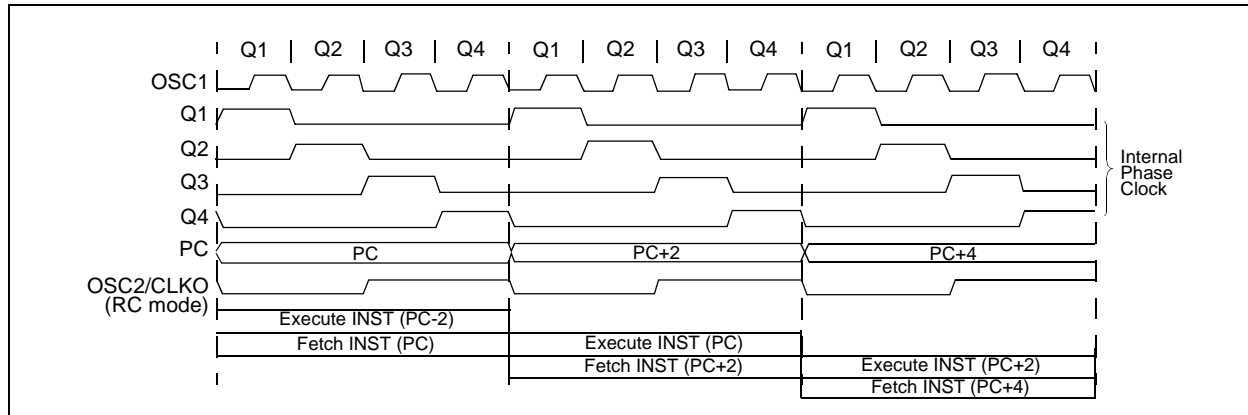 Q1 Q2 Q3 Q4 Q1 Q2 Q3 Q4 Q1 Q2 Q3 Q4
OSC1
Q1
Q2
Q3
Q4
Internal
Phase
Clock
PC PC PC+2 PC+4
OSC2/CLKO
(RC mode)
Execute INST (PC-2)
Fetch INST (PC) Execute INST (PC)
Fetch INST (PC+2) Execute INST (PC+2)
Fetch INST (PC+4)